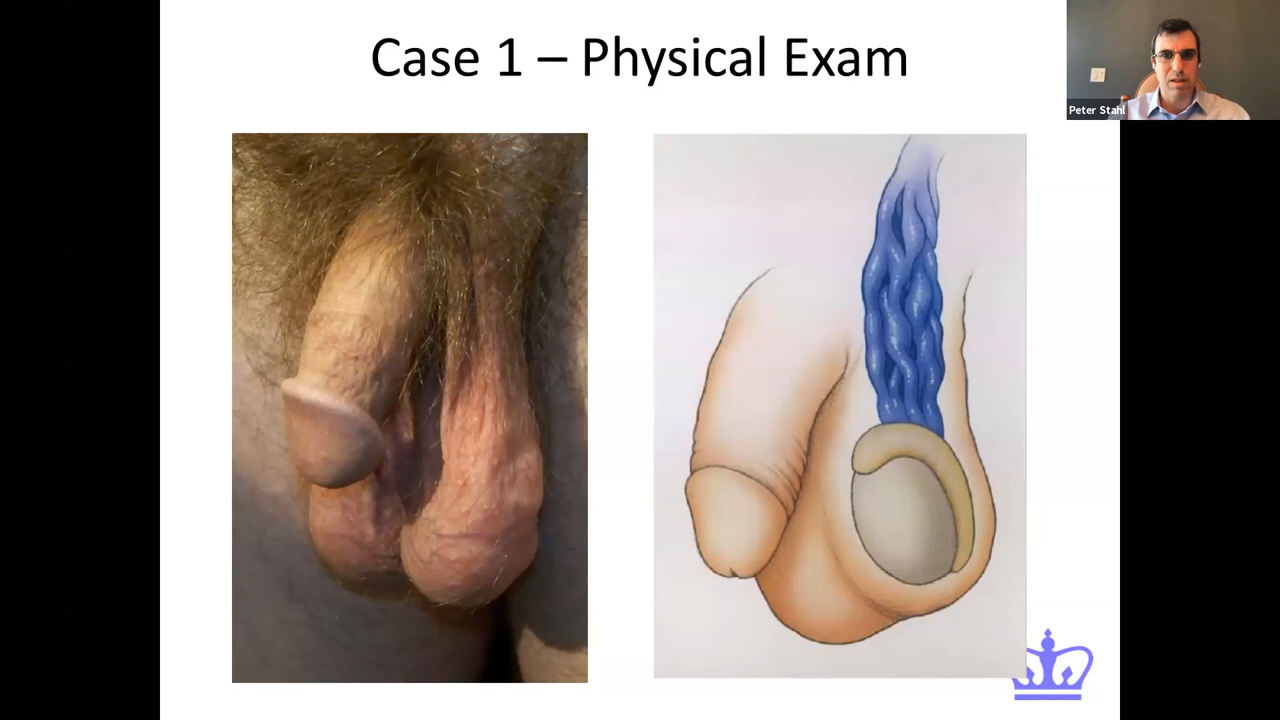 Case 1 – Physical Exam
Peter Stahl